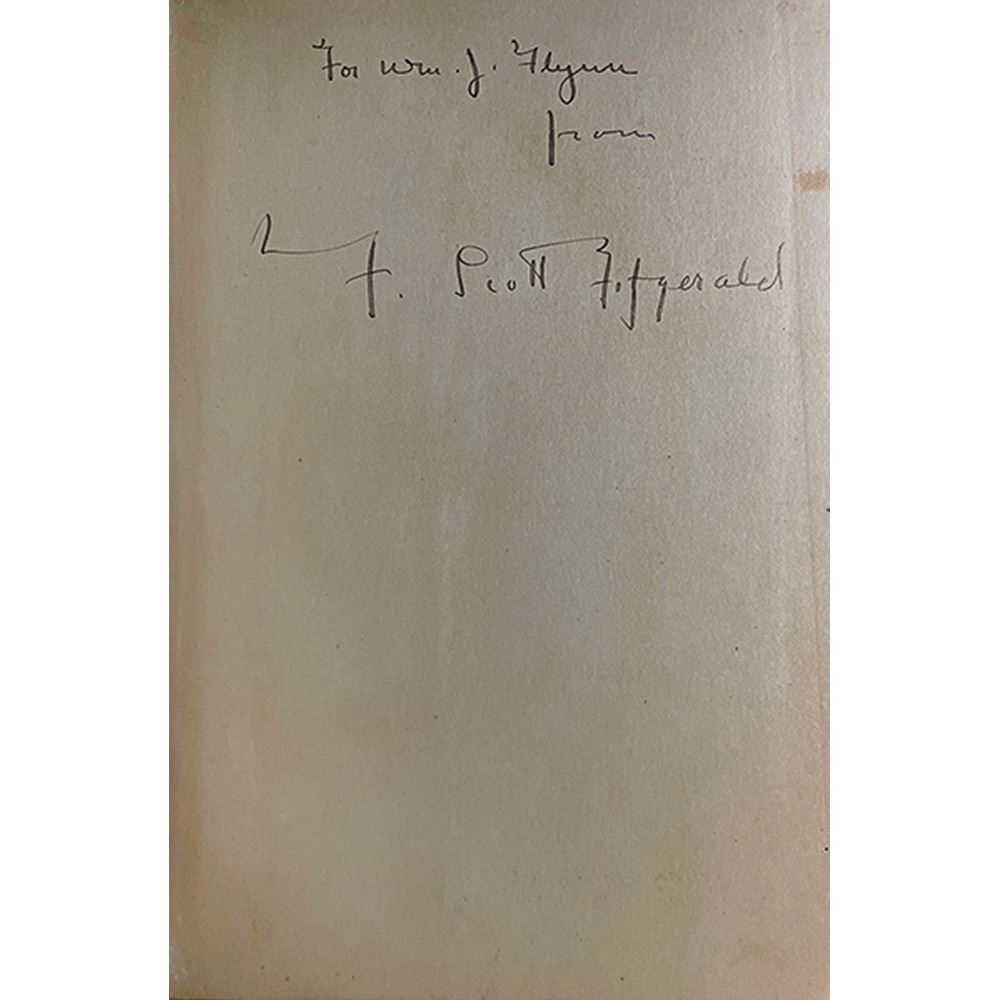 For Wm. J. Flynn
from
F. Scott Fitzgerald